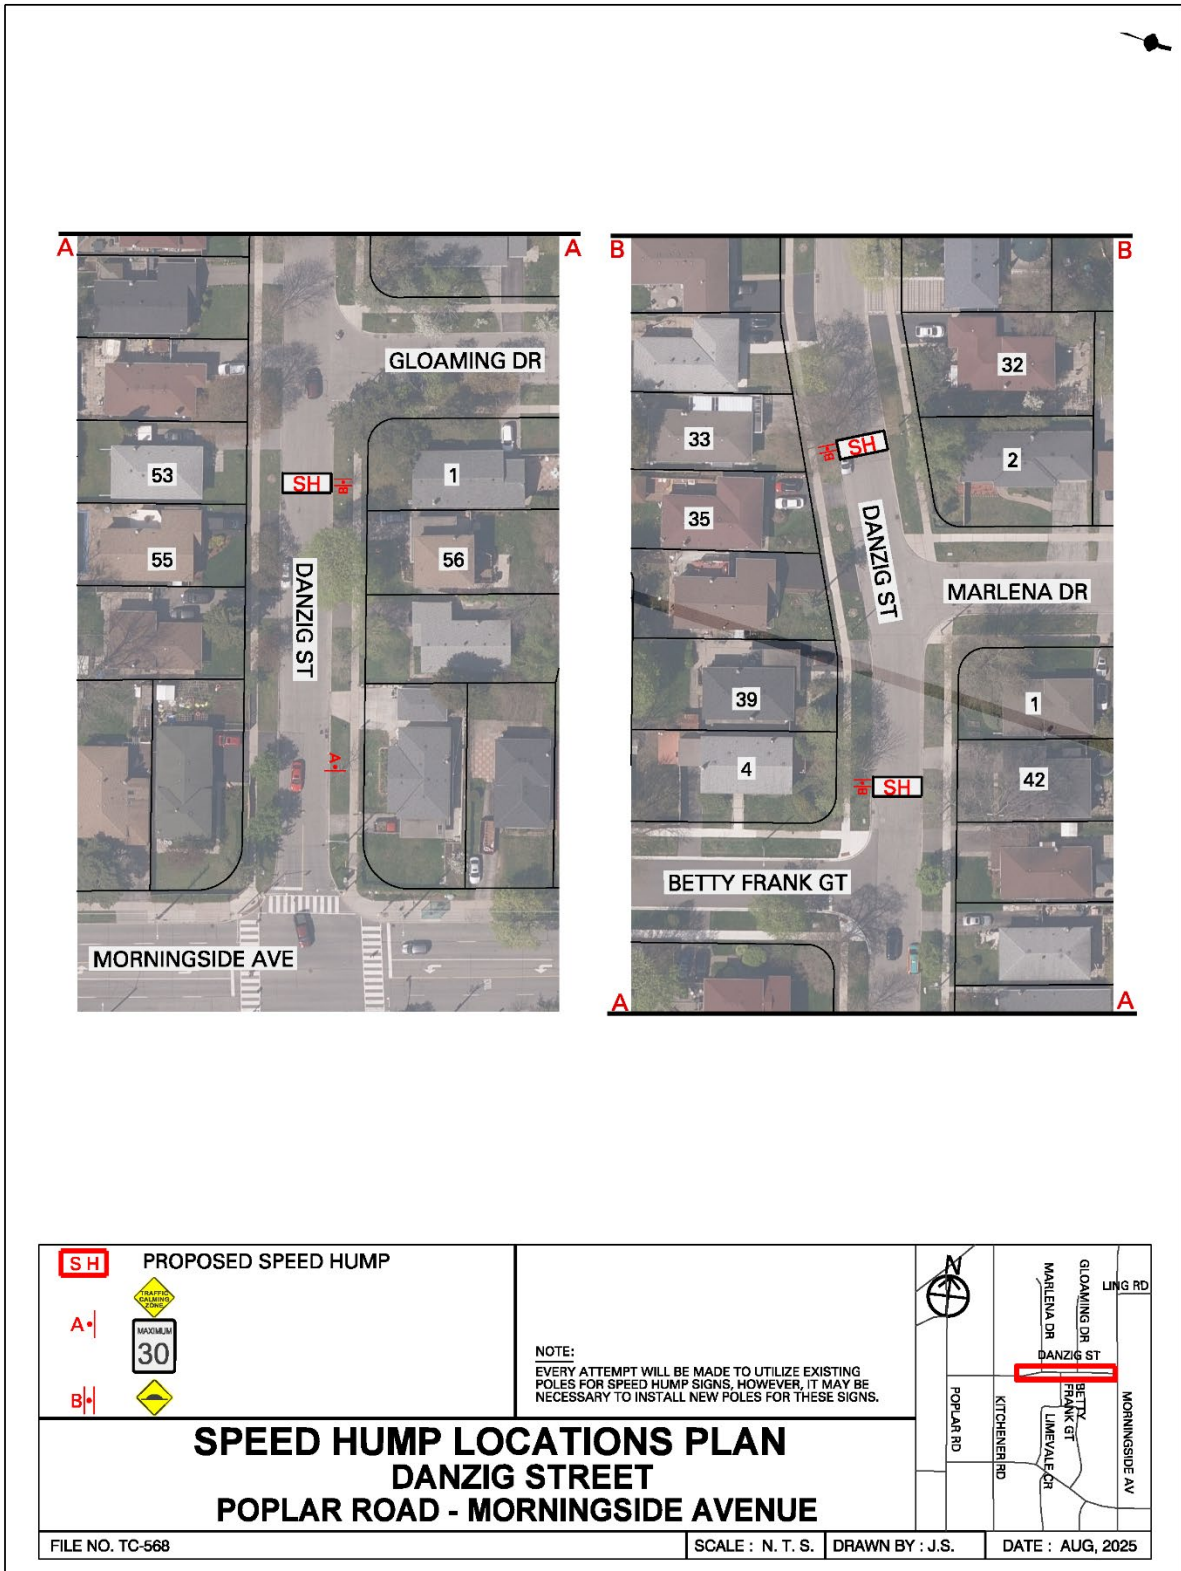 A
A
GLOAMING DR
53
SH
B
1
55
56
DANZIG ST
A
MORNINGSIDE AVE
B
B
32
33
B
SH
2
35
DANZIG ST
MARLENA DR
39
1
4
B
SH
42
BETTY FRANK GT
A
A
SH
PROPOSED SPEED HUMP
TRAFFIC
CALMING
ZONE
A
MAXIMUM
30
B
NOTE:
EVERY ATTEMPT WILL BE MADE TO UTILIZE EXISTING
POLES FOR SPEED HUMP SIGNS, HOWEVER, IT MAY BE
NECESSARY TO INSTALL NEW POLES FOR THESE SIGNS.
N
MARLENA DR
GLOAMING DR
LING RD
DANZIG ST
POPLAR RD
KITCHENER RD
BETTY
FRANK GT
LIMEVALE CR
MORNINGSIDE AV
SPEED HUMP LOCATIONS PLAN
DANZIG STREET
POPLAR ROAD - MORNINGSIDE AVENUE
FILE NO. TC-568
SCALE : N. T. S.
DRAWN BY : J.S.
DATE : AUG, 2025